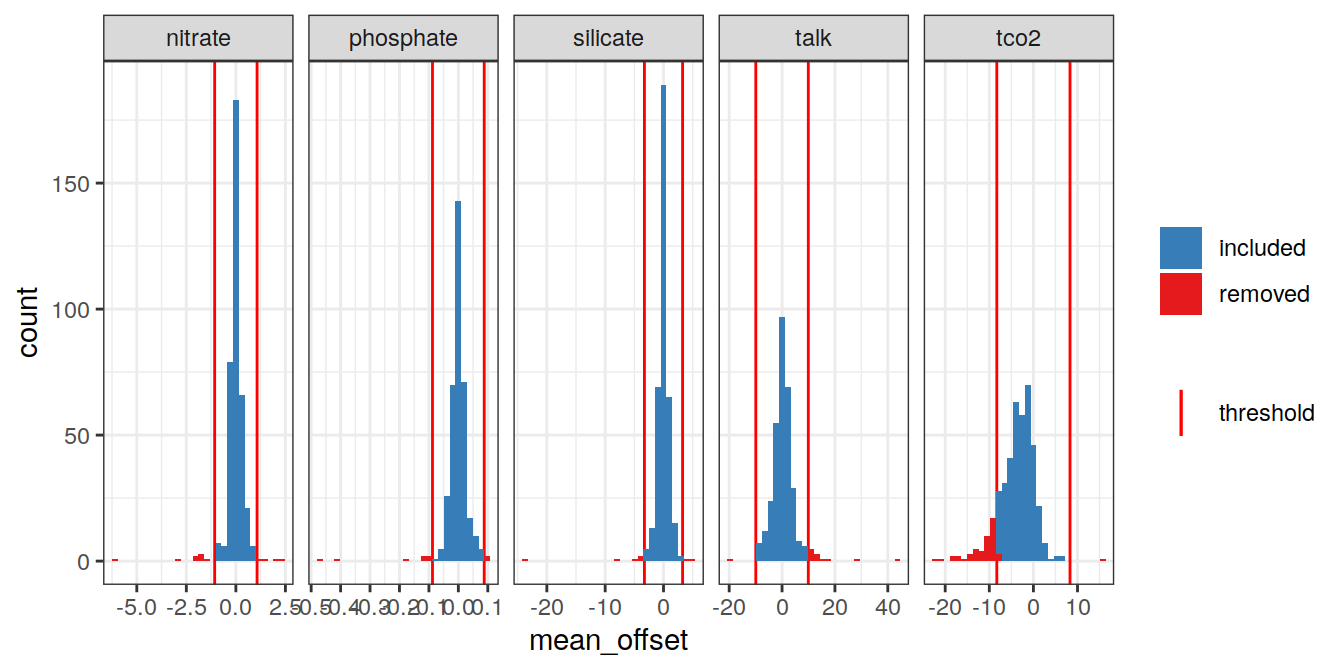 nitrate phosphate silicate talk tco2
150
100
50
0
count
-5.0 -2.5 0.0 2.5 -0.5 -0.4 -0.3 -0.2 -0.1 0.0 0.1 -20 -10 0 -20 0 20 40 -20 -10 0 10
mean_offset
included
removed
threshold